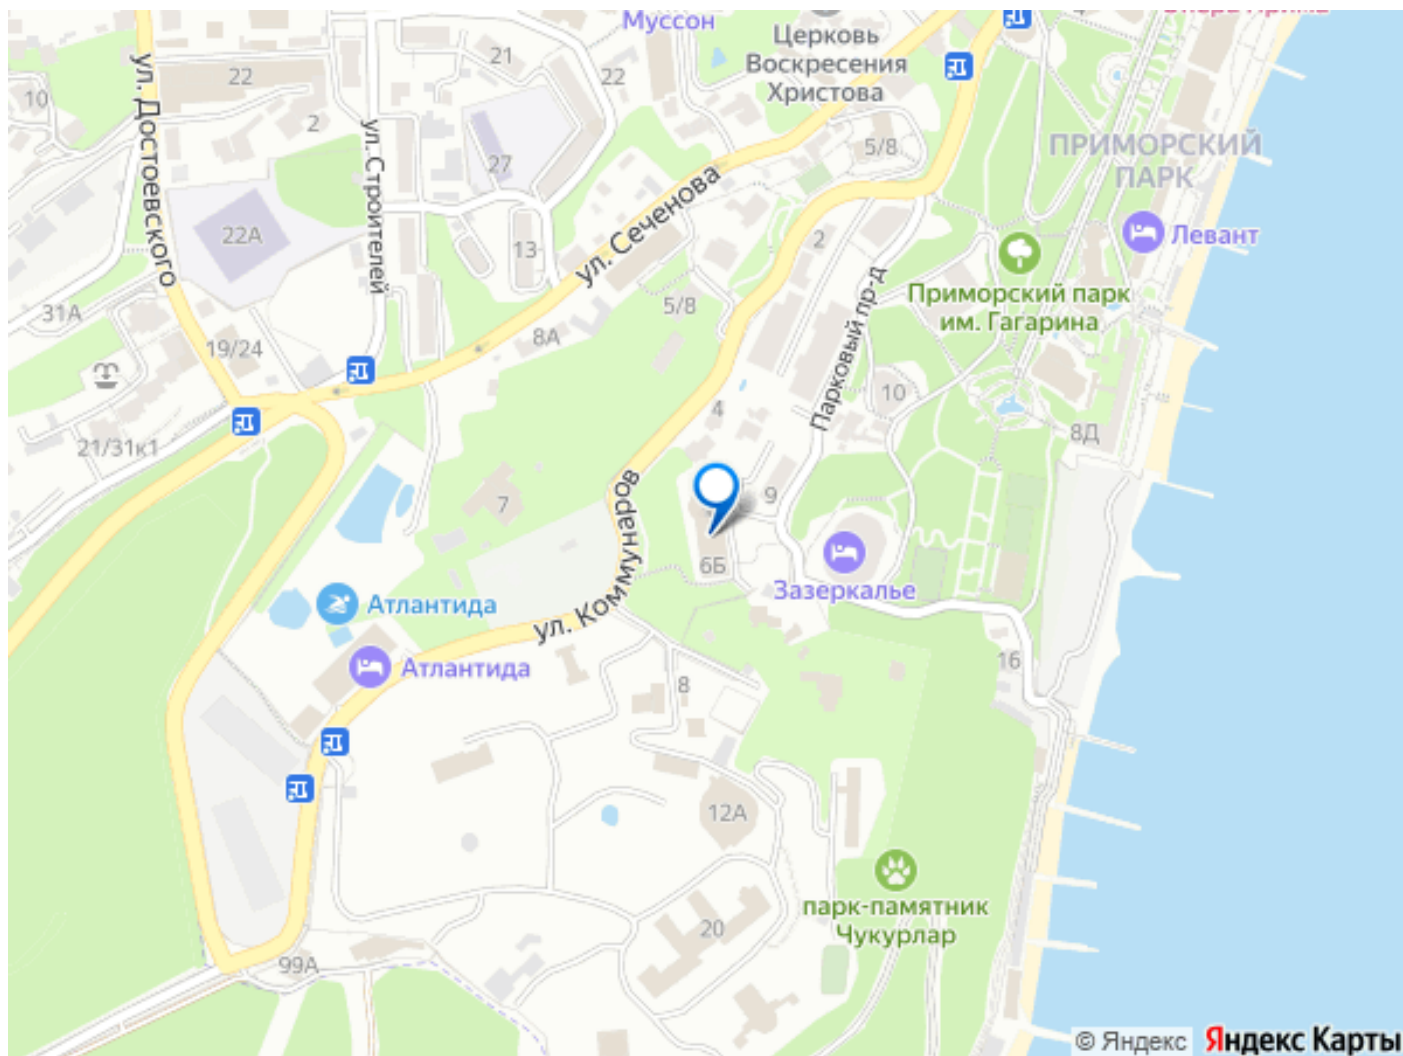 Муссон
Церковь
Воскресения
Христова
21
22
22
10
2
ул. Достоевского
ул. Строителей
27
5/8
ПРИМОРСКИЙ
ПАРК
ул. Сеченова
22А
13
2
Левант
Приморский парк
им. Гагарина
31А
5/8
8А
19/24
Парковый пр-д
10
4
21/31к1
8Д
7
9
ул. Коммунаров
6Б
Зазеркалье
Атлантида
Атлантида
16
8
12А
парк-памятник
Чукурлар
20
99А
© Яндекс Яндекс Карты